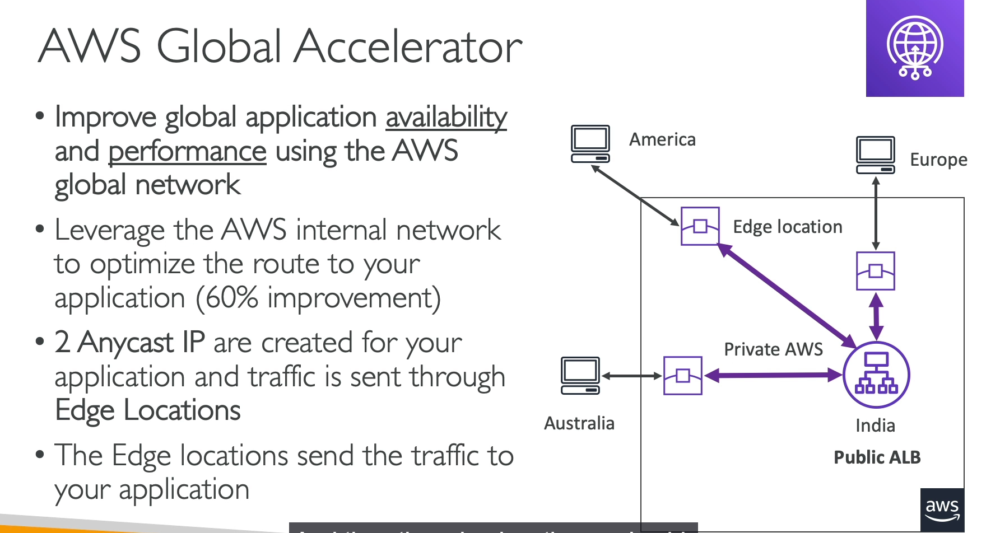 AWS Global Accelerator
• Improve global application availability
and performance using the AWS
global network
• Leverage the AWS internal network
to optimize the route to your
application (60% improvement)
• 2 Anycast IP are created for your
application and traffic is sent through
Edge Locations
• The Edge locations send the traffic to
your application
America
Europe
Edge location
Private AWS
Australia
India
Public ALB
aws